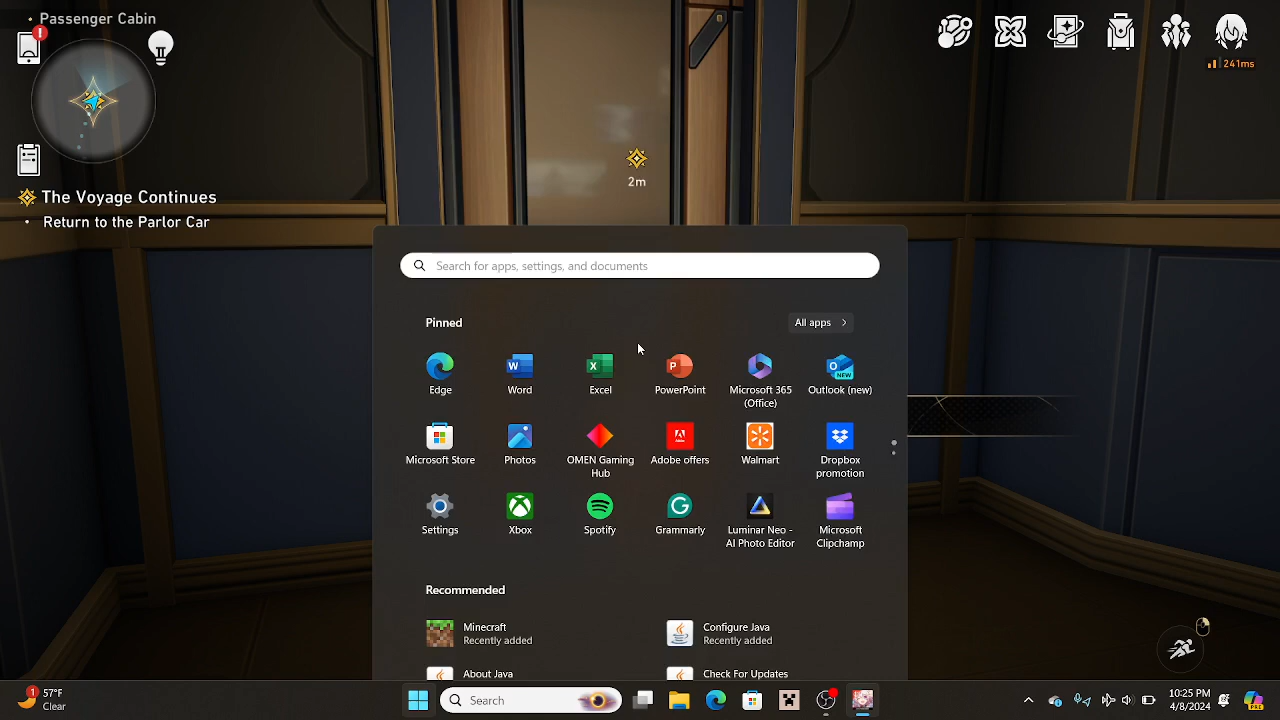 Passenger Cabin
241ms
2m
The Voyage Continues
Return to the Parlor Car
Search for apps, settings, and documents
Pinned
All apps
Edge
Word
Excel
PowerPoint
Microsoft 365
(Office)
Outlook (new)
Microsoft Store
Photos
OMEN Gaming
Hub
Adobe offers
Walmart
Dropbox
promotion
Settings
Xbox
Spotify
Grammarly
Luminar Neo -
AI Photo Editor
Microsoft
Clipchamp
Recommended
Minecraft
Recently added
Configure Java
Recently added
About Java
Check For Updates
1
57°F
Clear
Search
10:25:37 PM
4/8/2024